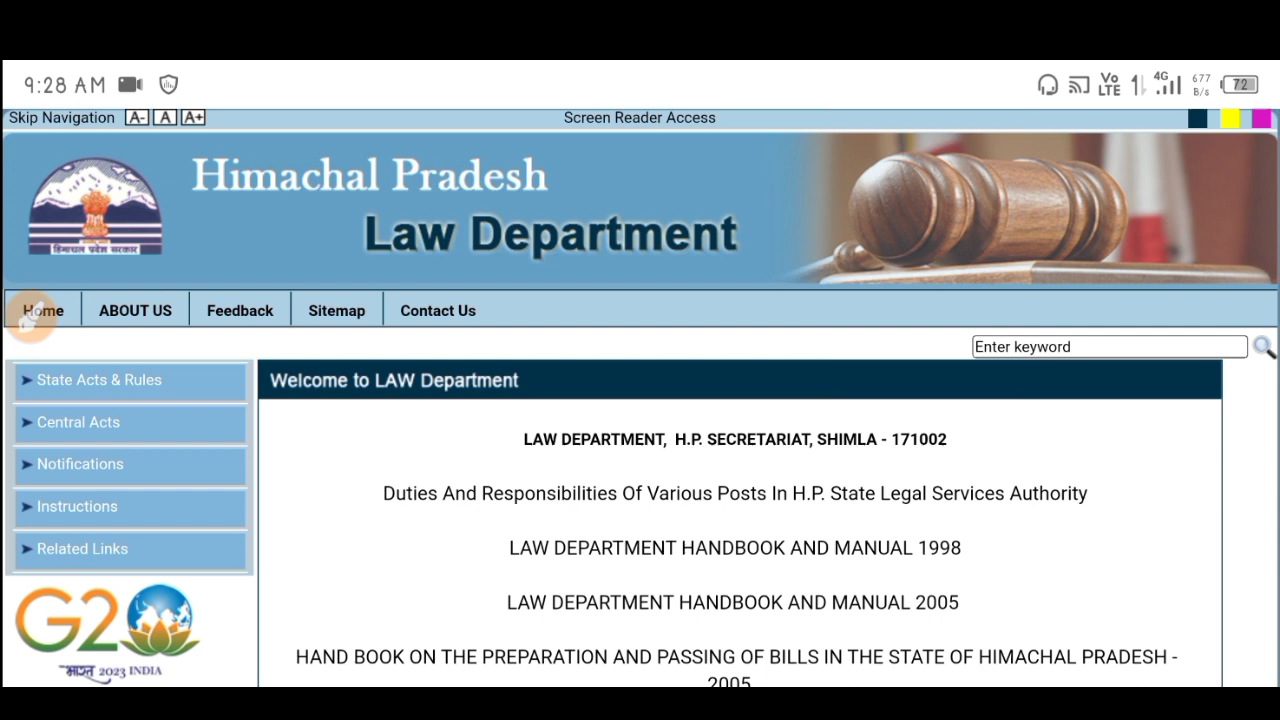 9:28 AM
Vo LTE 4G 677 B/s 72
Skip Navigation A- A A+ Screen Reader Access
हिमाचल प्रदेश सरकार
Himachal Pradesh
Law Department
Home ABOUT US Feedback Sitemap Contact Us
Enter keyword
State Acts & Rules
Central Acts
Notifications
Instructions
Related Links
G20
भारत 2023 INDIA
Welcome to LAW Department
LAW DEPARTMENT, H.P. SECRETARIAT, SHIMLA - 171002
Duties And Responsibilities Of Various Posts In H.P. State Legal Services Authority
LAW DEPARTMENT HANDBOOK AND MANUAL 1998
LAW DEPARTMENT HANDBOOK AND MANUAL 2005
HAND BOOK ON THE PREPARATION AND PASSING OF BILLS IN THE STATE OF HIMACHAL PRADESH -
2005